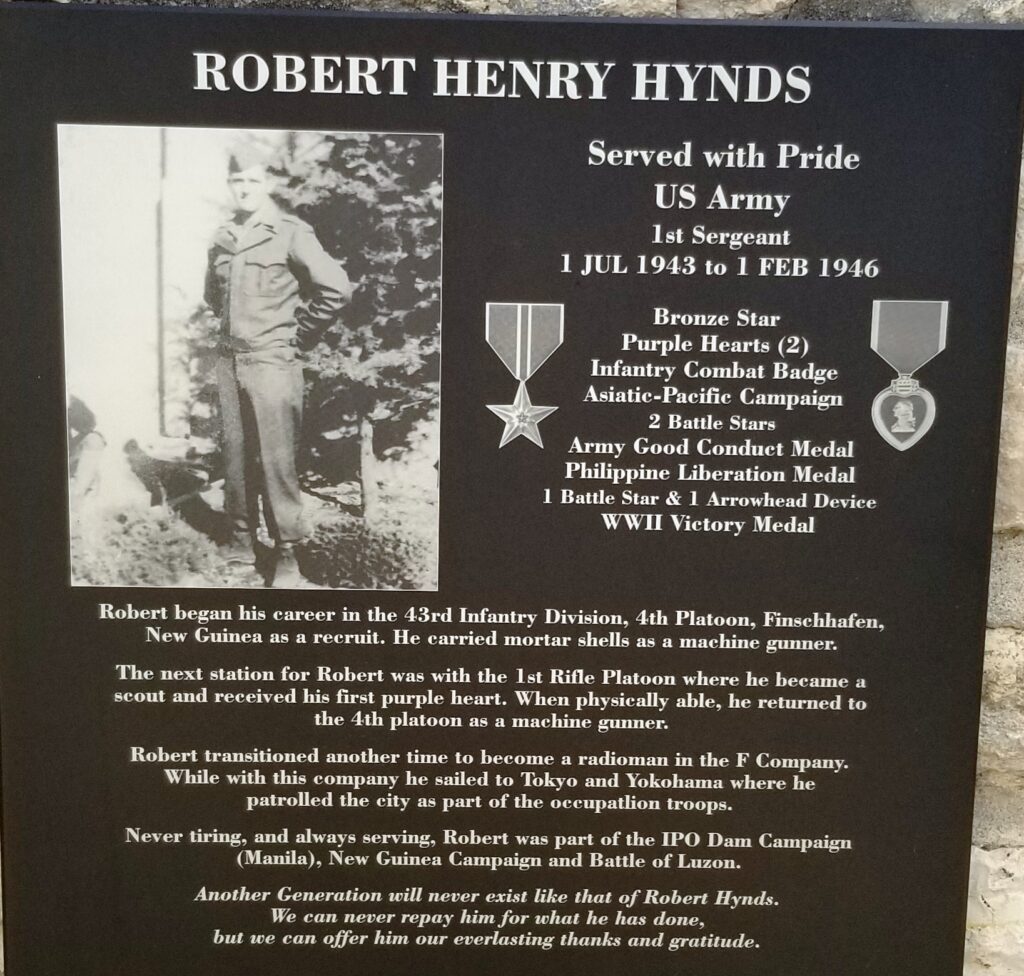 ROBERT HENRY HYNDS
Served with Pride
US Army
1st Sergeant
1 JUL 1943 to 1 FEB 1946
Bronze Star
Purple Hearts (2)
Infantry Combat Badge
Asiatic-Pacific Campaign
2 Battle Stars
Army Good Conduct Medal
Philippine Liberation Medal
1 Battle Star & 1 Arrowhead Device
WWII Victory Medal
Robert began his career in the 43rd Infantry Division, 4th Platoon, Finschhafen,
New Guinea as a recruit. He carried mortar shells as a machine gunner.
The next station for Robert was with the 1st Rifle Platoon where he became a
scout and received his first purple heart. When physically able, he returned to
the 4th platoon as a machine gunner.
Robert transitioned another time to become a radioman in the F Company.
While with this company he sailed to Tokyo and Yokohama where he
patrolled the city as part of the occupatlion troops.
Never tiring, and always serving, Robert was part of the IPO Dam Campaign
(Manila), New Guinea Campaign and Battle of Luzon.
Another Generation will never exist like that of Robert Hynds.
We can never repay him for what he has done,
but we can offer him our everlasting thanks and gratitude.